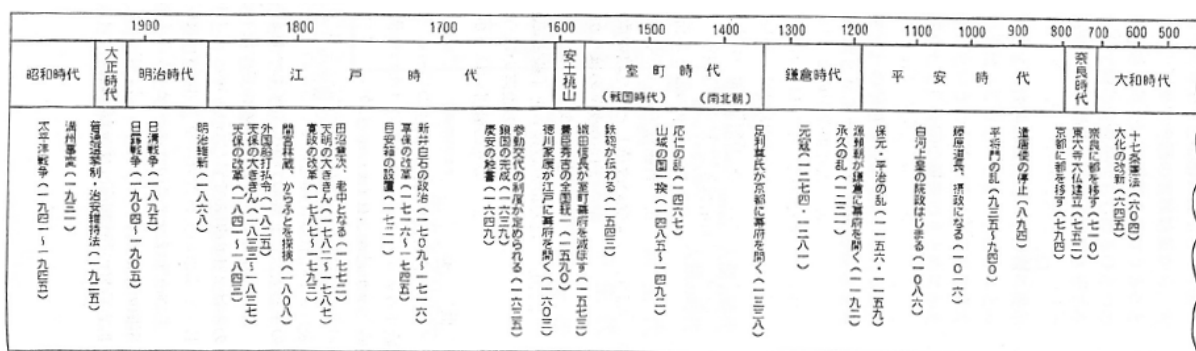 1900 1800 1700 1600 1500 1400 1300 1200 1100 1000 900 800 700 600 500
大和時代
奈良時代
平安時代
鎌倉時代
室町時代
(戦国時代) (南北朝)
安土桃山
江戸時代
明治時代
大正時代
昭和時代
十七条憲法(六〇四)
大化の改新(六四五)
奈良に都を移す(七一〇)
東大寺大仏建立(七五二)
京都に都を移す(七九四)
遣唐使の停止(八九四)
平将門の乱(九三五~九四〇)
藤原道長、摂政になる(一〇一六)
白河上皇の院政はじまる(一〇八六)
保元・平治の乱(一一五六・一一五九)
源頼朝が鎌倉に幕府を開く(一一九二)
承久の乱(一二二一)
元寇(一二七四・一二八一)
足利尊氏が京都に幕府を開く(一三三八)
応仁の乱(一四六七)
山城の国一揆(一四八五~一四九二)
鉄砲が伝わる(一五四三)
織田信長が室町幕府を滅ぼす(一五七三)
豊臣秀吉の全国統一(一五九〇)
徳川家康が江戸に幕府を開く(一六〇三)
参勤交代の制度が定められる(一六三五)
鎖国の完成(一六三九)
慶安の触書(一六四九)
新井白石の政治(一七〇九~一七一六)
享保の改革(一七一六~一七四五)
目安箱の設置(一七二一)
田沼意次、老中となる(一七七二)
天明の大ききん(一七八二~一七八七)
寛政の改革(一七八七~一七九三)
間宮林蔵、からふとを探検(一八〇八)
外国船打払令(一八二五)
天保の大ききん(一八三三~一八三七)
天保の改革(一八四一~一八四三)
明治維新(一八六八)
日清戦争(一八九五)
日露戦争(一九〇四~一九〇五)
普通選挙制・治安維持法(一九二五)
満州事変(一九三一)
太平洋戦争(一九四一~一九四五)